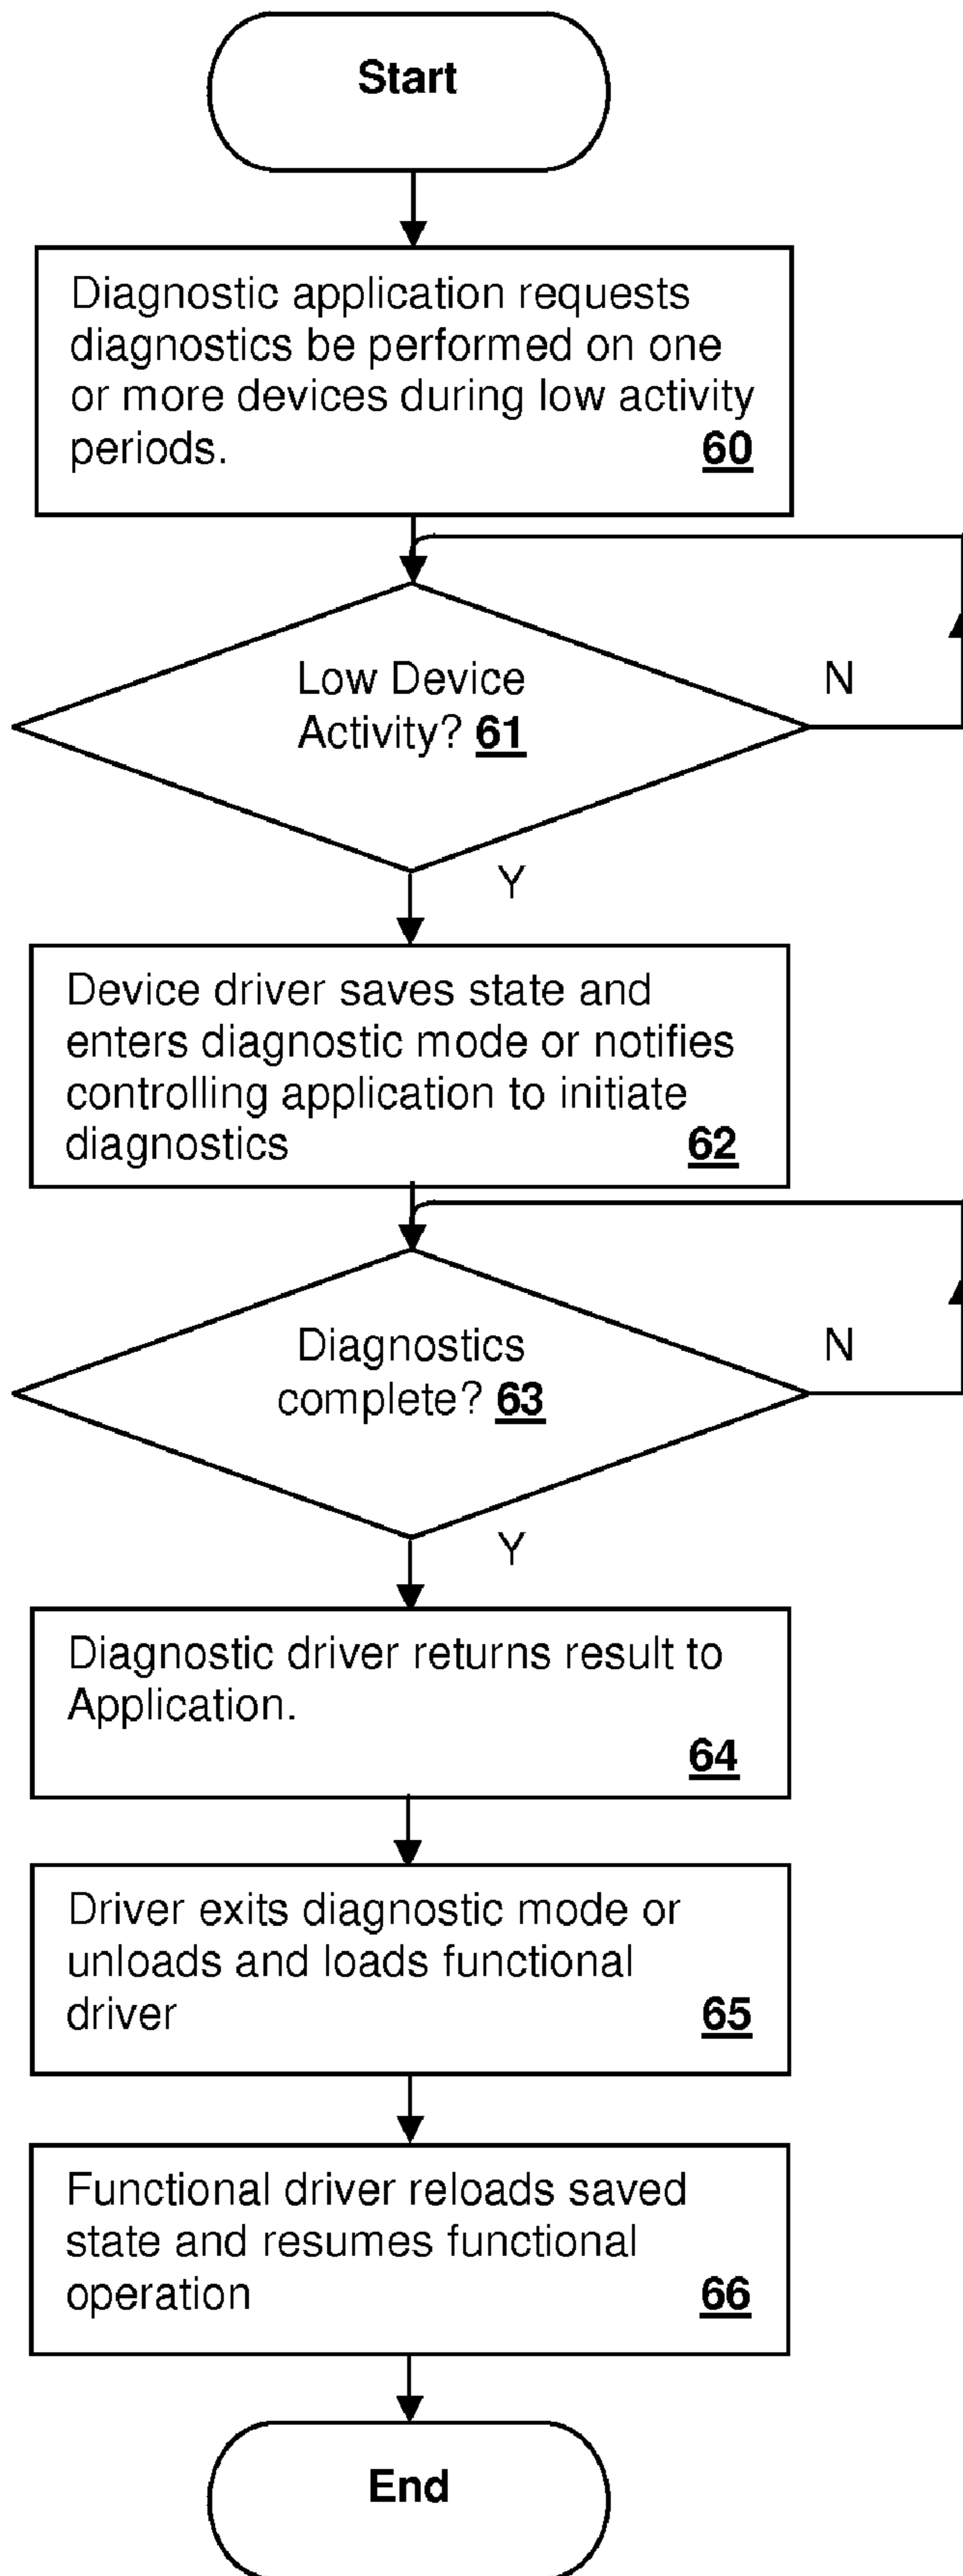 Start
Diagnostic application requests
diagnostics be performed on one
or more devices during low activity
periods. 60
Low Device
Activity? 61
N
Y
Device driver saves state and
enters diagnostic mode or notifies
controlling application to initiate
diagnostics 62
Diagnostics
complete? 63
N
Y
Diagnostic driver returns result to
Application.
64
Driver exits diagnostic mode or
unloads and loads functional
driver 65
Functional driver reloads saved
state and resumes functional
operation 66
End